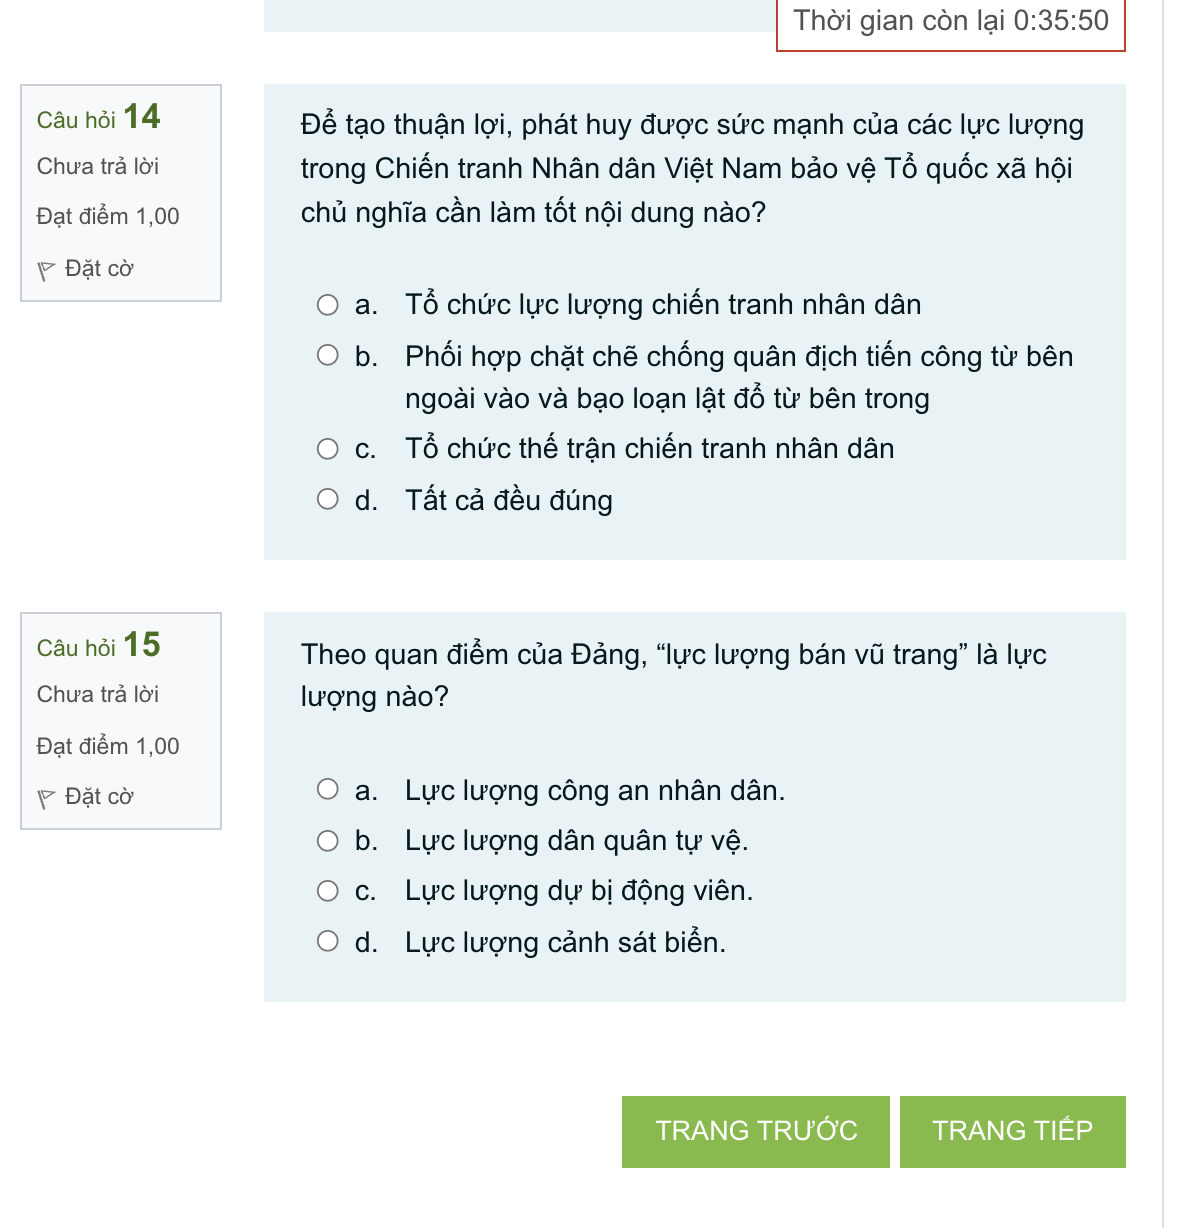 Thời gian còn lại 0:35:50
Câu hỏi 14
Chưa trả lời
Đạt điểm 1,00
Đặt cờ
Để tạo thuận lợi, phát huy được sức mạnh của các lực lượng
trong Chiến tranh Nhân dân Việt Nam bảo vệ Tổ quốc xã hội
chủ nghĩa cần làm tốt nội dung nào?
a. Tổ chức lực lượng chiến tranh nhân dân
b. Phối hợp chặt chẽ chống quân địch tiến công từ bên
ngoài vào và bạo loạn lật đổ từ bên trong
c. Tổ chức thế trận chiến tranh nhân dân
d. Tất cả đều đúng
Câu hỏi 15
Chưa trả lời
Đạt điểm 1,00
Đặt cờ
Theo quan điểm của Đảng, “lực lượng bán vũ trang” là lực
lượng nào?
a. Lực lượng công an nhân dân.
b. Lực lượng dân quân tự vệ.
c. Lực lượng dự bị động viên.
d. Lực lượng cảnh sát biển.
TRANG TRƯỚC
TRANG TIẾP